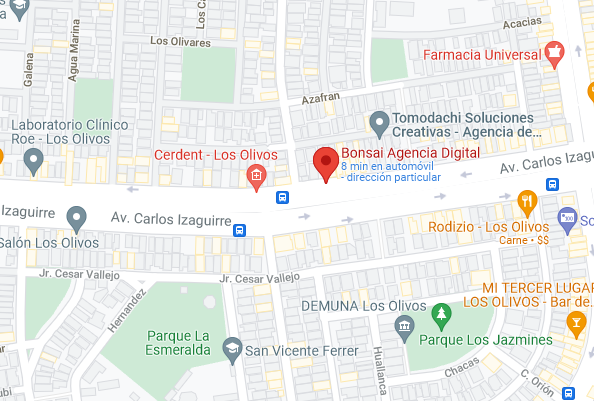 Acacias
Los Olivares
Los Ca
Galena
Agua Marina
Farmacia Universal
Azafran
Tomodachi Soluciones
Creativas - Agencia de...
Laboratorio Clínico
Roe - Los Olivos
Cerdent - Los Olivos
Bonsai Agencia Digital
8 min en automóvil
- dirección particular
Av. Carlos Izagu
Izaguirre
Av. Carlos Izaguirre
Rodizio - Los Olivos
Carne • $$
So
Salón Los Olivos
Jr. Cesar Vallejo
Jr. Cesar Vallejo
Hernandez
MI TERCER LUGAR
LOS OLIVOS - Bar de...
DEMUNA Los Olivos
Parque La
Esmeralda
Parque Los Jazmines
San Vicente Ferrer
Huallanca
Chacas
C. Orión
ubi